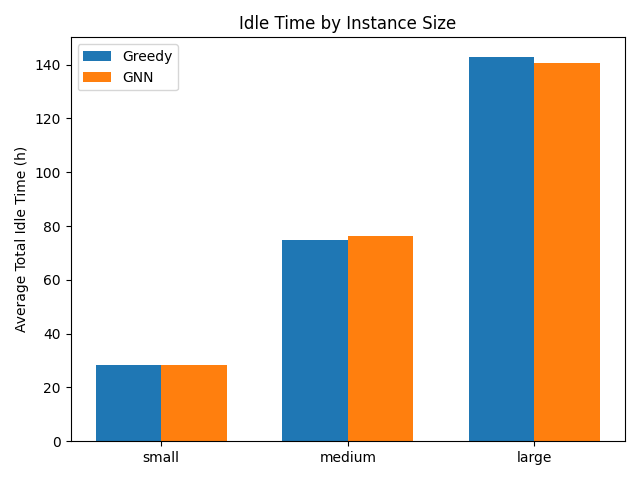 Idle Time by Instance Size
Greedy
GNN
Average Total Idle Time (h)
140
120
100
80
60
40
20
0
small
medium
large